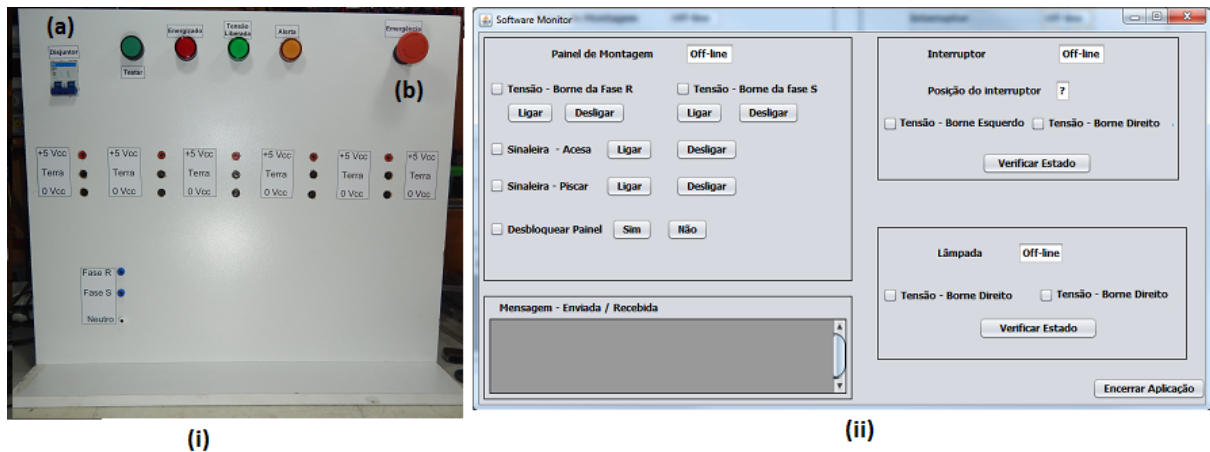 (a)
Disjuntor
Testar
Energizado
Tensão
Liberada
Alerta
Emergência
(b)
+5 Vcc
Terra
0 Vcc
+5 Vcc
Terra
0 Vcc
+5 Vcc
Terra
0 Vcc
+5 Vcc
Terra
0 Vcc
+5 Vcc
Terra
0 Vcc
+5 Vcc
Terra
0 Vcc
Fase R
Fase S
Neutro
(i)
Software Monitor
Painel de Montagem Off-line
Tensão - Borne da Fase R Tensão - Borne da fase S
Ligar Desligar Ligar Desligar
Sinaleira - Acesa Ligar Desligar
Sinaleira - Piscar Ligar Desligar
Desbloquear Painel Sim Não
Mensagem - Enviada / Recebida
Interruptor Off-line
Posição do interruptor ?
Tensão - Borne Esquerdo Tensão - Borne Direito
Verificar Estado
Lâmpada Off-line
Tensão - Borne Direito Tensão - Borne Direito
Verificar Estado
Encerrar Aplicação
(ii)